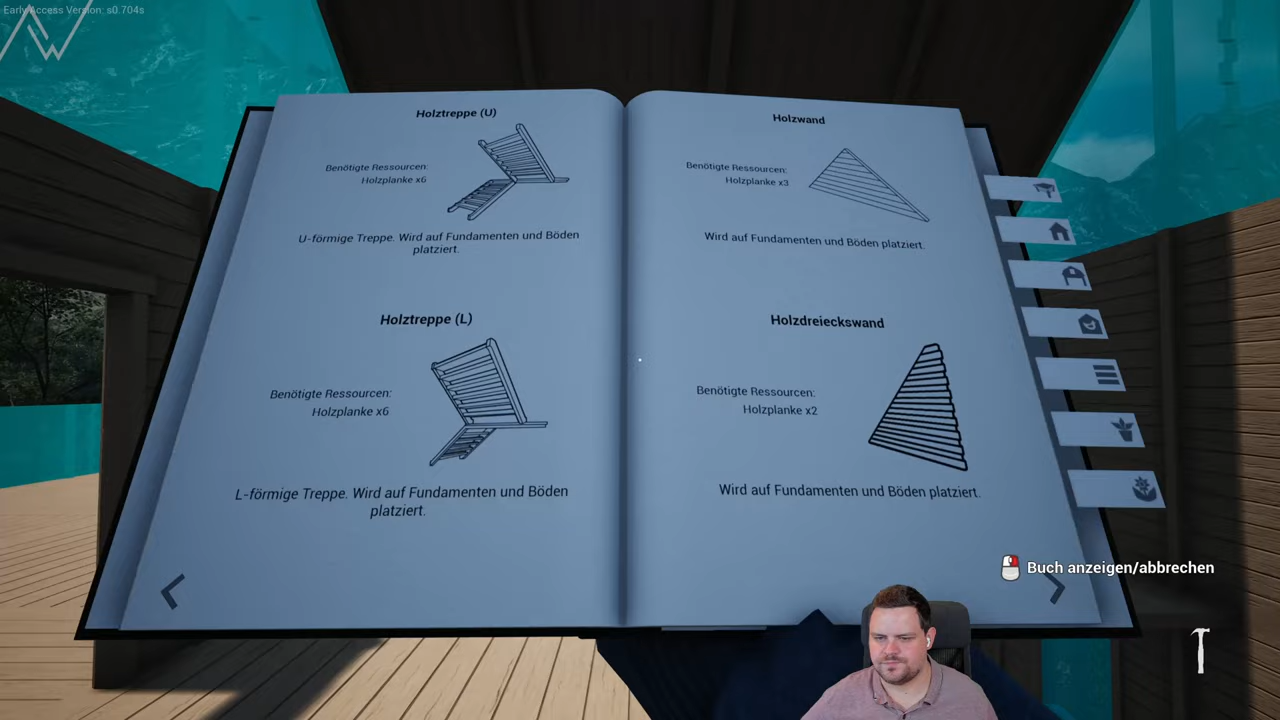 Early Access Version: s0.704s
Holztreppe (U)
Benötigte Ressourcen:
Holzplanke x6
U-förmige Treppe. Wird auf Fundamenten und Böden
platziert.
Holztreppe (L)
Benötigte Ressourcen:
Holzplanke x6
L-förmige Treppe. Wird auf Fundamenten und Böden
platziert.
Holzwand
Benötigte Ressourcen:
Holzplanke x3
Wird auf Fundamenten und Böden platziert.
Holzdreieckswand
Benötigte Ressourcen:
Holzplanke x2
Wird auf Fundamenten und Böden platziert.
Buch anzeigen/abbrechen